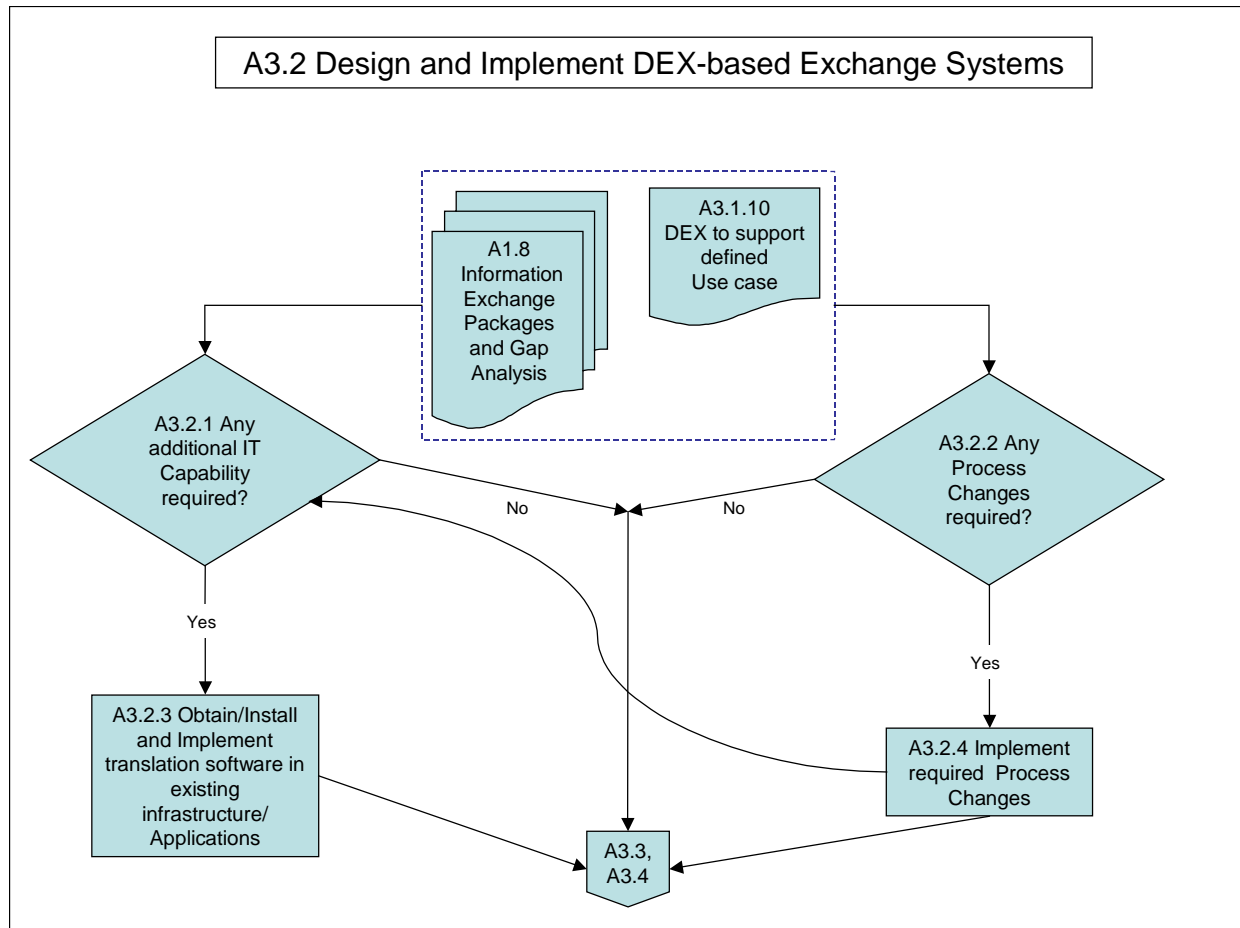 A3.2 Design and Implement DEX-based Exchange Systems
A1.8
Information
Exchange
Packages
and Gap
Analysis
A3.1.10
DEX to support
defined
Use case
A3.2.1 Any
additional IT
Capability
required?
A3.2.2 Any
Process
Changes
required?
No
No
Yes
Yes
A3.2.3 Obtain/Install
and Implement
translation software in
existing
infrastructure/
Applications
A3.2.4 Implement
required Process
Changes
A3.3,
A3.4